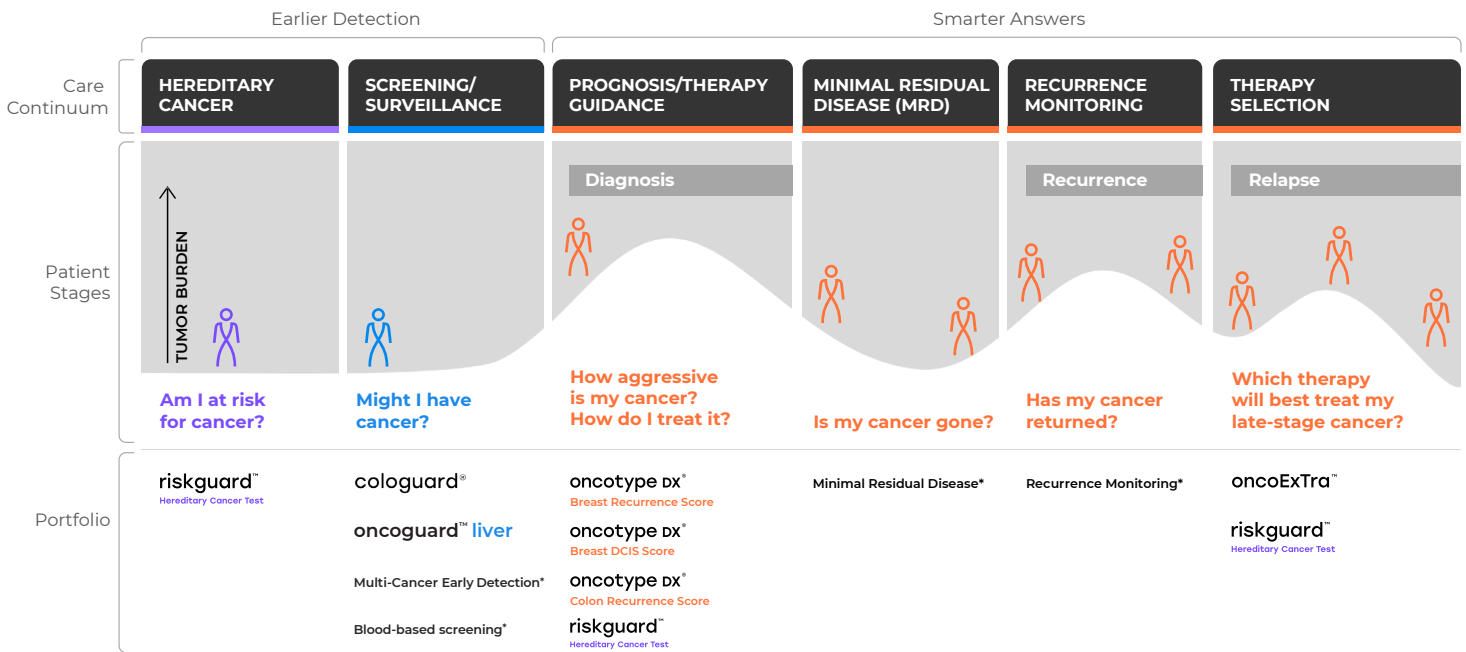 Earlier Detection
Smarter Answers
Care
Continuum
HEREDITARY
CANCER
SCREENING/
SURVEILLANCE
PROGNOSIS/THERAPY
GUIDANCE
MINIMAL RESIDUAL
DISEASE (MRD)
RECURRENCE
MONITORING
THERAPY
SELECTION
Patient
Stages
TUMOR BURDEN
Diagnosis
Recurrence
Relapse
Am I at risk
for cancer?
Might I have
cancer?
How aggressive
is my cancer?
How do I treat it?
Is my cancer gone?
Has my cancer
returned?
Which therapy
will best treat my
late-stage cancer?
Portfolio
riskguard™
Hereditary Cancer Test
cologuard®
oncoguard™ liver
Multi-Cancer Early Detection*
Blood-based screening*
oncotype DX®
Breast Recurrence Score
oncotype DX®
Breast DCIS Score
oncotype DX®
Colon Recurrence Score
riskguard™
Hereditary Cancer Test
Minimal Residual Disease*
Recurrence Monitoring*
oncoExTra™
riskguard™
Hereditary Cancer Test